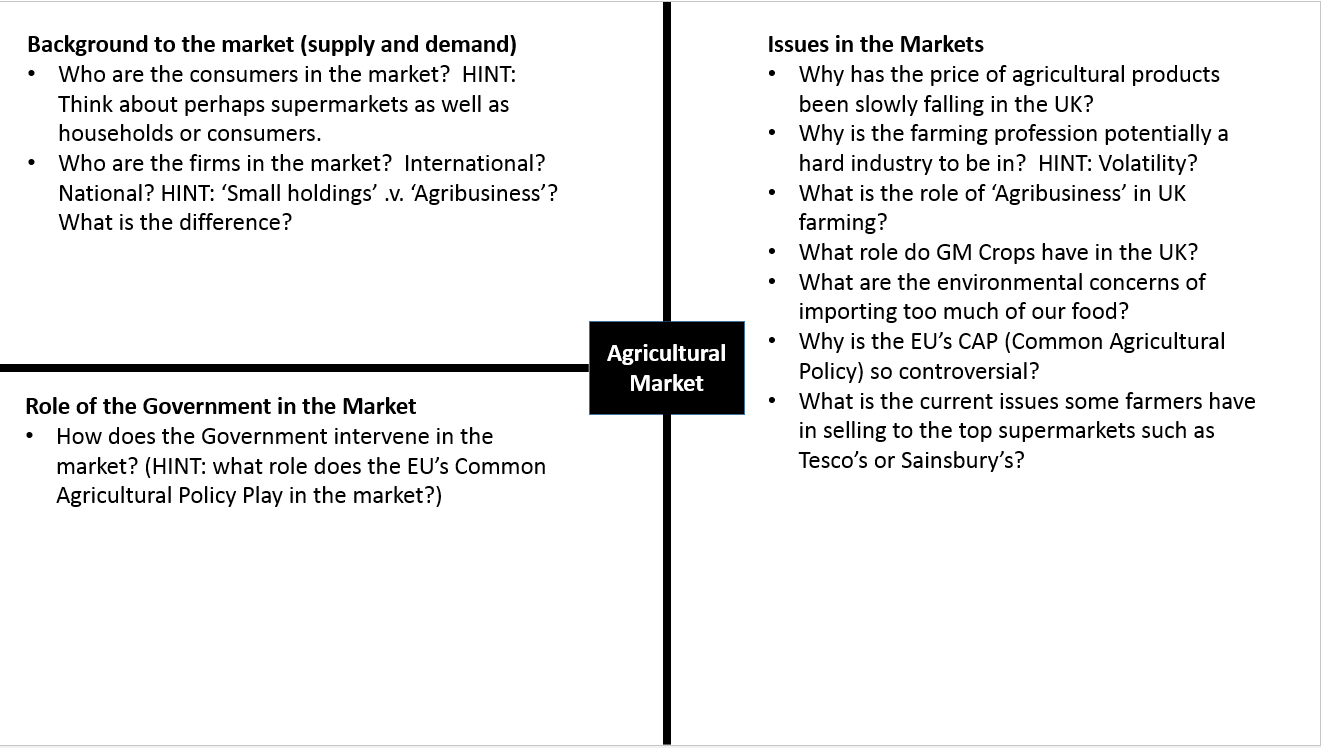 Background to the market (supply and demand)
• Who are the consumers in the market?  HINT:
Think about perhaps supermarkets as well as
households or consumers.
• Who are the firms in the market?  International?
National? HINT: ‘Small holdings’ .v. ‘Agribusiness’?
What is the difference?
Role of the Government in the Market
• How does the Government intervene in the
market? (HINT: what role does the EU’s Common
Agricultural Policy Play in the market?)
Agricultural
Market
Issues in the Markets
• Why has the price of agricultural products
been slowly falling in the UK?
• Why is the farming profession potentially a
hard industry to be in?  HINT: Volatility?
• What is the role of ‘Agribusiness’ in UK
farming?
• What role do GM Crops have in the UK?
• What are the environmental concerns of
importing too much of our food?
• Why is the EU’s CAP (Common Agricultural
Policy) so controversial?
• What is the current issues some farmers have
in selling to the top supermarkets such as
Tesco’s or Sainsbury’s?